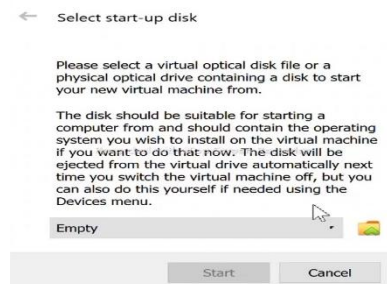 Select start-up disk
Please select a virtual optical disk file or a
physical optical drive containing a disk to start
your new virtual machine from.
The disk should be suitable for starting a
computer from and should contain the operating
system you wish to install on the virtual machine
if you want to do that now. The disk will be
ejected from the virtual drive automatically next
time you switch the virtual machine off, but you
can also do this yourself if needed using the
Devices menu.
Empty
Start Cancel